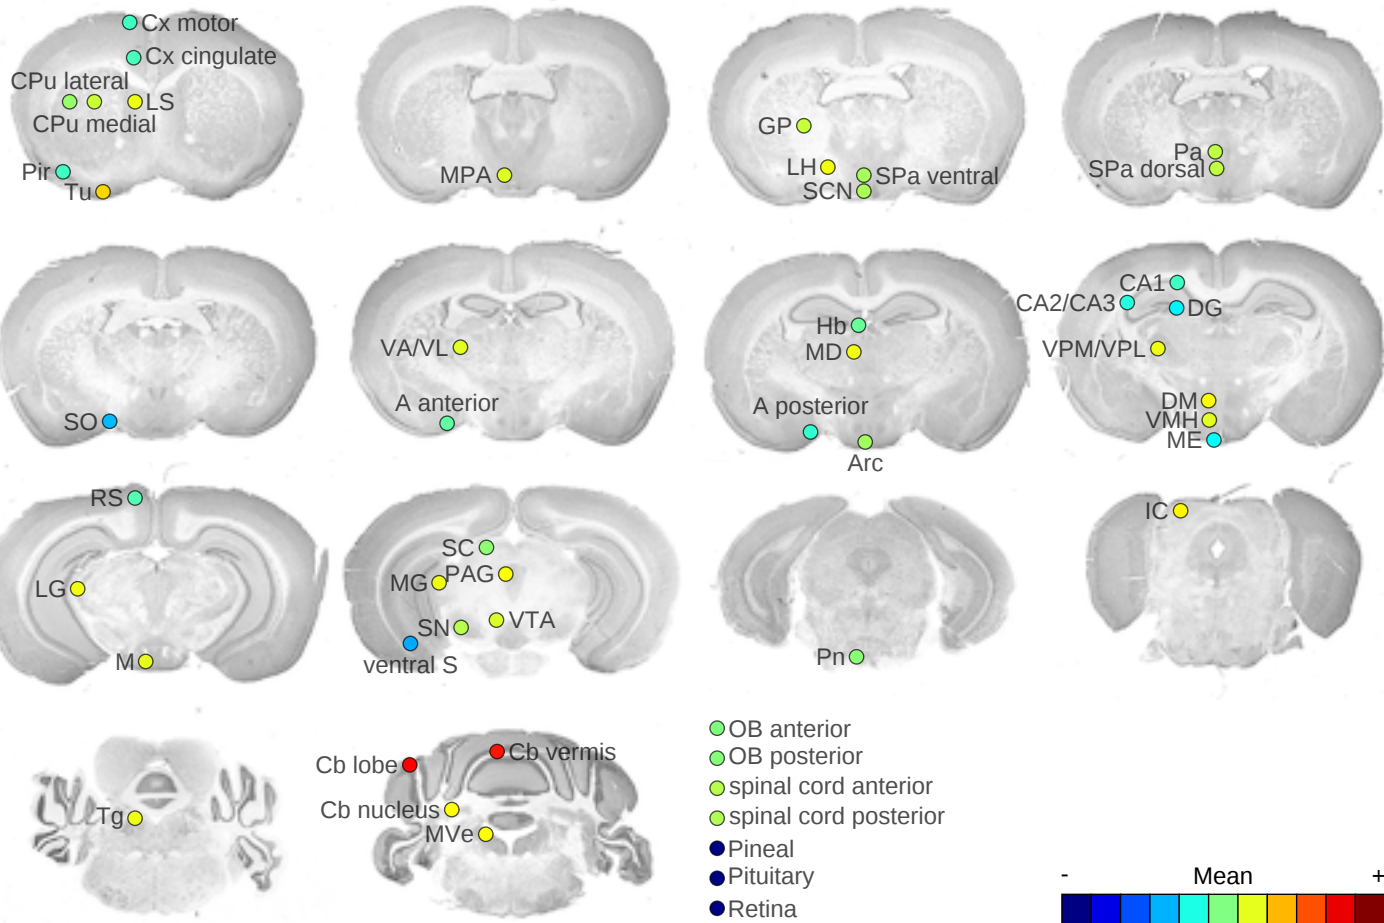 Cx motor
Cx cingulate
CPu lateral
LS
CPu medial
Pir
Tu
MPA
GP
LH
SPa ventral
SCN
Pa
SPa dorsal
SO
VA/VL
A anterior
Hb
MD
A posterior
Arc
CA1
CA2/CA3
DG
VPM/VPL
DM
VMH
ME
RS
LG
M
SC
MG
PAG
SN
VTA
ventral S
Pn
IC
Tg
Cb lobe
Cb vermis
Cb nucleus
MVe
OB anterior
OB posterior
spinal cord anterior
spinal cord posterior
Pineal
Pituitary
Retina
- Mean +